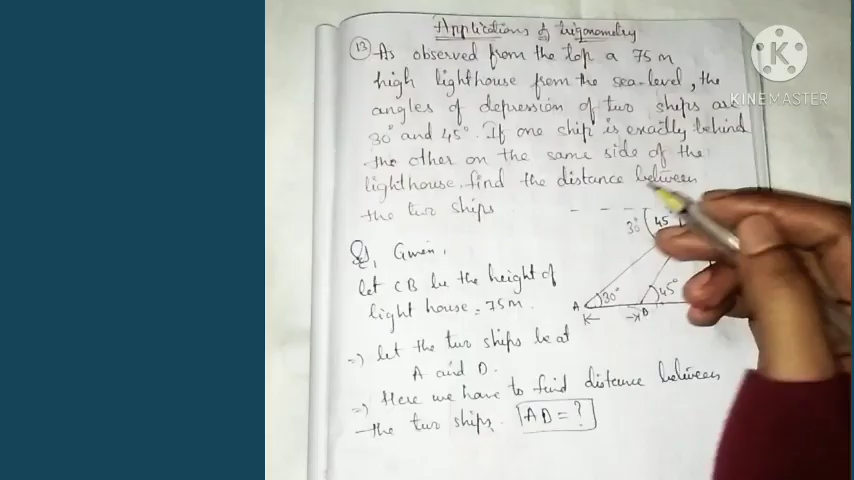 Applications of trigonometry
13 As observed from the top a 75 m
high lighthouse from the sea-level, the
angles of depression of two ships are
30° and 45°. If one ship is exactly behind
the other on the same side of the
lighthouse, find the distance between
the two ships
Given,
let CB be the height of
light house = 75m.
=> let the two ships be at
A and D.
=> Here we have to find distance between
the two ships. AD = ?
30° 45°
30° 45°
A D
K
KINEMASTER